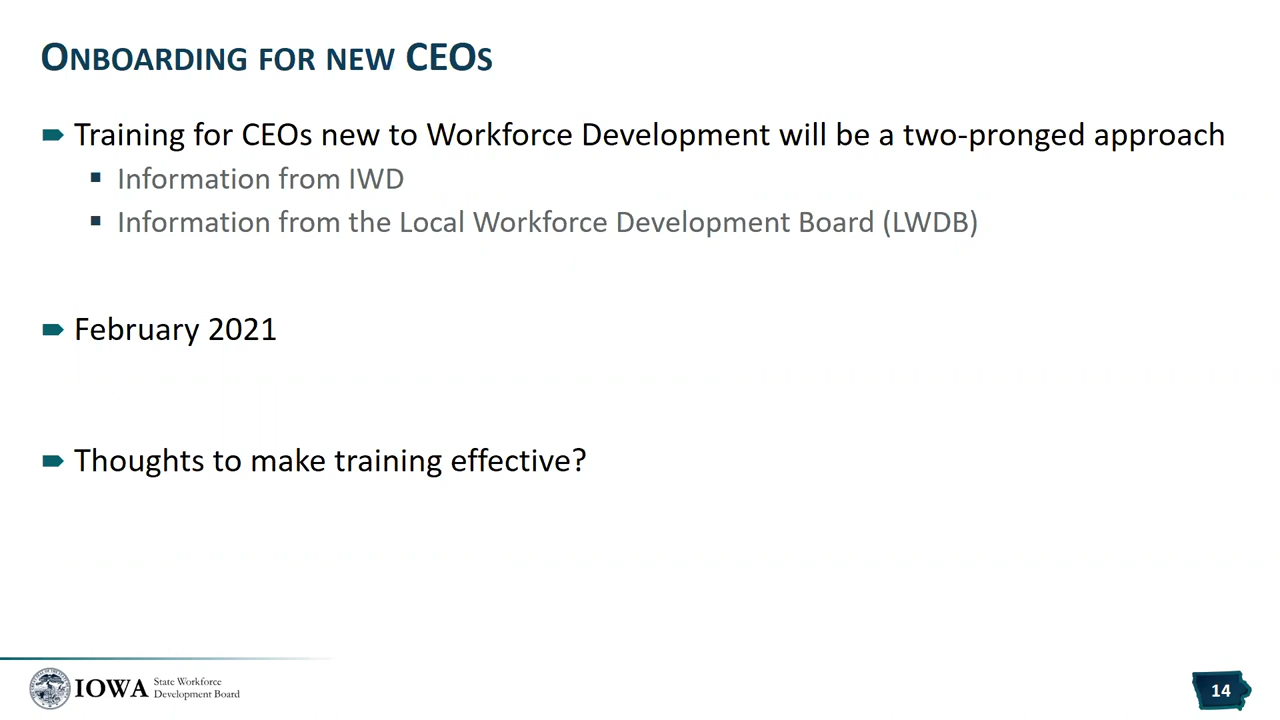 Onboarding for new CEOs
Training for CEOs new to Workforce Development will be a two-pronged approach
Information from IWD
Information from the Local Workforce Development Board (LWDB)
February 2021
Thoughts to make training effective?
IOWA State Workforce
Development Board
14